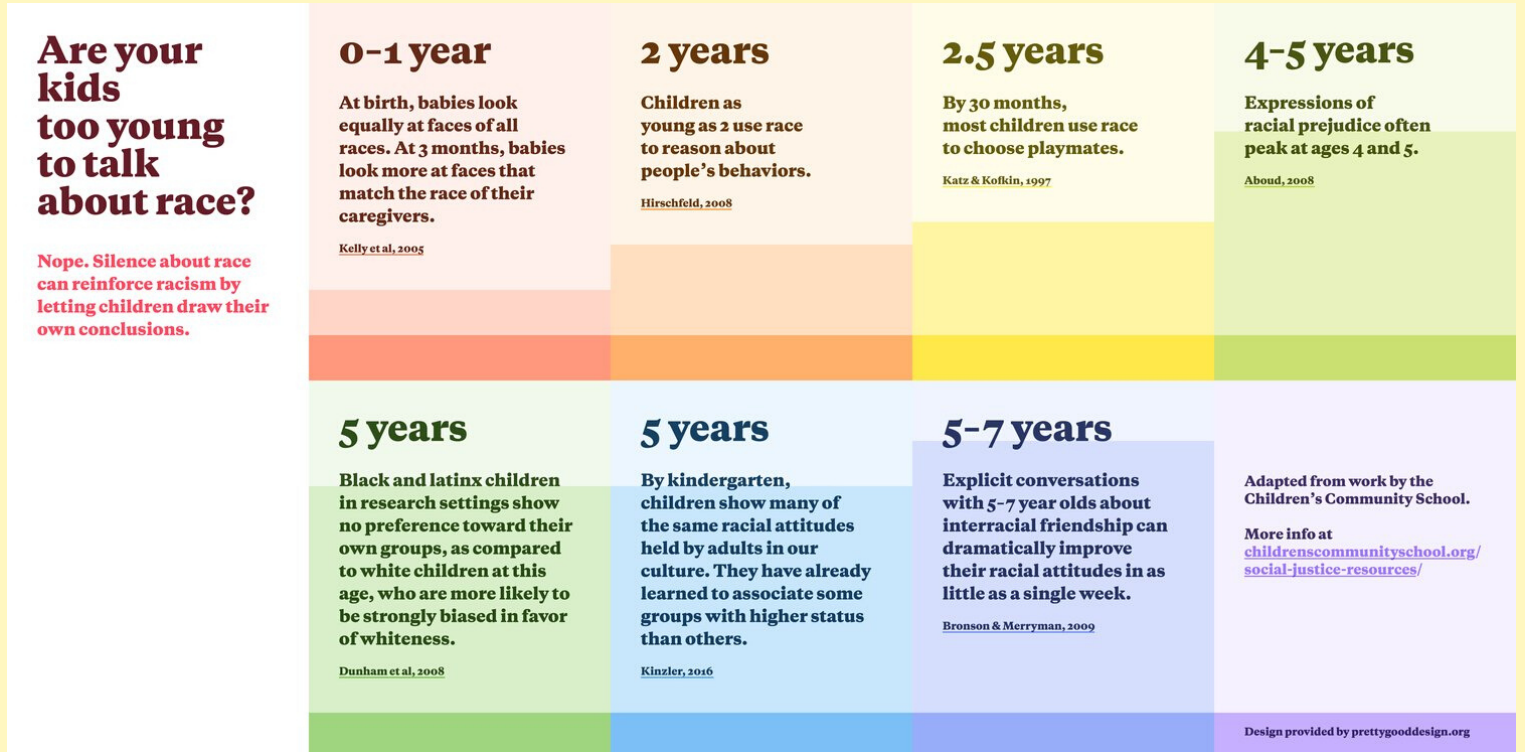 Are your
kids
too young
to talk
about race?
Nope. Silence about race
can reinforce racism by
letting children draw their
own conclusions.
0–1 year
At birth, babies look
equally at faces of all
races. At 3 months, babies
look more at faces that
match the race of their
caregivers.
Kelly et al, 2005
2 years
Children as
young as 2 use race
to reason about
people’s behaviors.
Hirschfeld, 2008
2.5 years
By 30 months,
most children use race
to choose playmates.
Katz & Kofkin, 1997
4–5 years
Expressions of
racial prejudice often
peak at ages 4 and 5.
Aboud, 2008
5 years
Black and latinx children
in research settings show
no preference toward their
own groups, as compared
to white children at this
age, who are more likely to
be strongly biased in favor
of whiteness.
Dunham et al, 2008
5 years
By kindergarten,
children show many of
the same racial attitudes
held by adults in our
culture. They have already
learned to associate some
groups with higher status
than others.
Kinzler, 2016
5–7 years
Explicit conversations
with 5–7 year olds about
interracial friendship can
dramatically improve
their racial attitudes in as
little as a single week.
Bronson & Merryman, 2009
Adapted from work by the
Children’s Community School.
More info at
childrenscommunityschool.org/
social-justice-resources/
Design provided by prettygooddesign.org